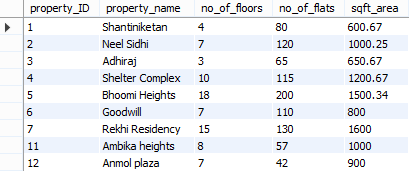 property_ID property_name no_of_floors no_of_flats sqft_area
1 Shantiniketan 4 80 600.67
2 Neel Sidhi 7 120 1000.25
3 Adhiraj 3 65 650.67
4 Shelter Complex 10 115 1200.67
5 Bhoomi Heights 18 200 1500.34
6 Goodwill 7 110 800
7 Rekhi Residency 15 130 1600
11 Ambika heights 8 57 1000
12 Anmol plaza 7 42 900